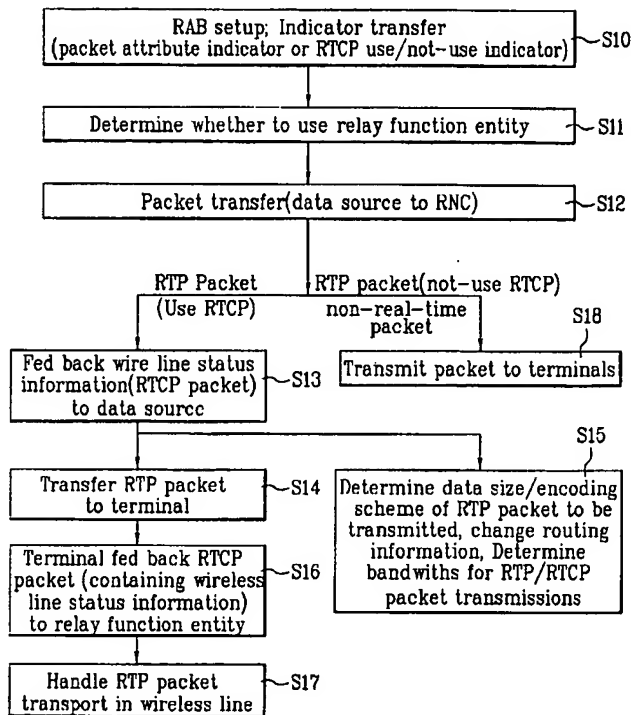 RAB setup; Indicator transfer
(packet attribute indicator or RTCP use/not-use indicator)
S10
Determine whether to use relay function entity
S11
Packet transfer(data source to RNC)
S12
RTP Packet
(Use RTCP)
RTP packet(not-use RTCP)
non-real-time
packet
Fed back wire line status
information(RTCP packet)
to data source
S13
S18
Transmit packet to terminals
Transfer RTP packet
to terminal
S14
S15
Determine data size/encoding
scheme of RTP packet to be
transmitted, change routing
information, Determine
bandwiths for RTP/RTCP
packet transmissions
Terminal fed back RTCP
packet (containing wireless
line status information)
to relay function entity
S16
Handle RTP packet
transport in wireless line
S17